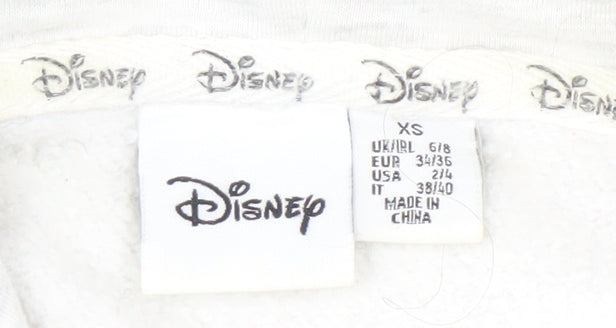 Disney Disney Disney Disney
Disney
XS
UK/IRL 6/8
EUR 34/36
USA 2/4
IT 38/40
MADE IN
CHINA